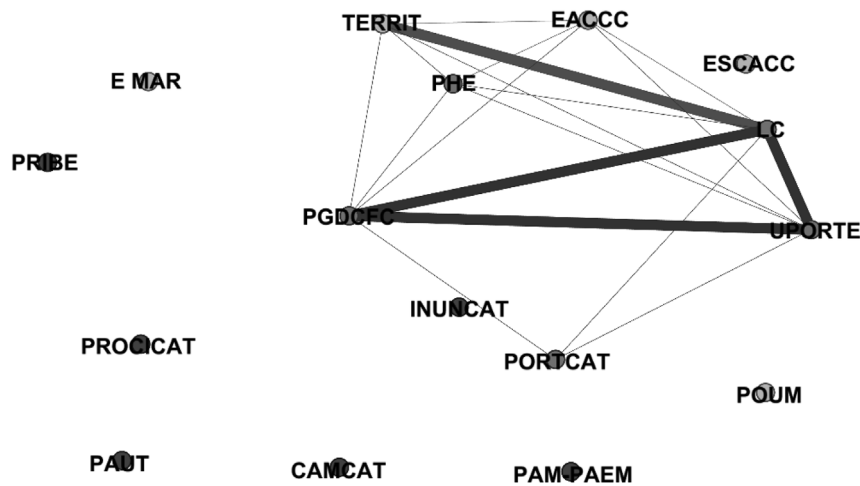 EACCC
TERRIT
ESCACC
E MAR
PHE
LC
PRIBE
PGDCFC
UPORTE
INUNCAT
PROCICAT
PORTCAT
POUM
PAUT
CAMCAT
PAM-PAEM